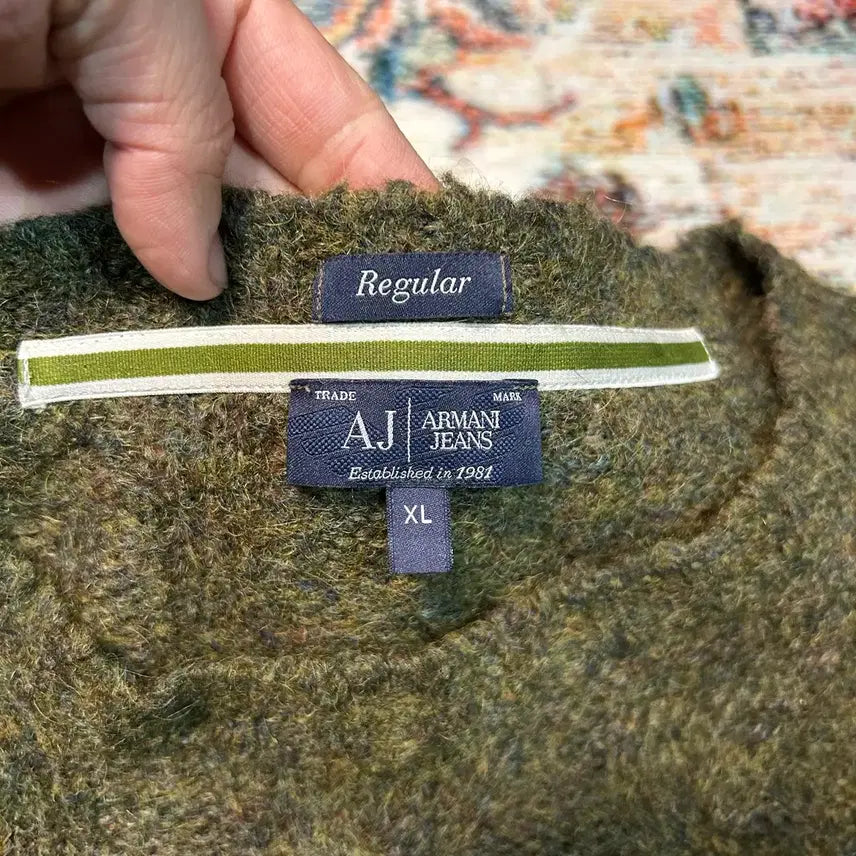 Regular
TRADE MARK
AJ ARMANI
JEANS
Established in 1981
XL